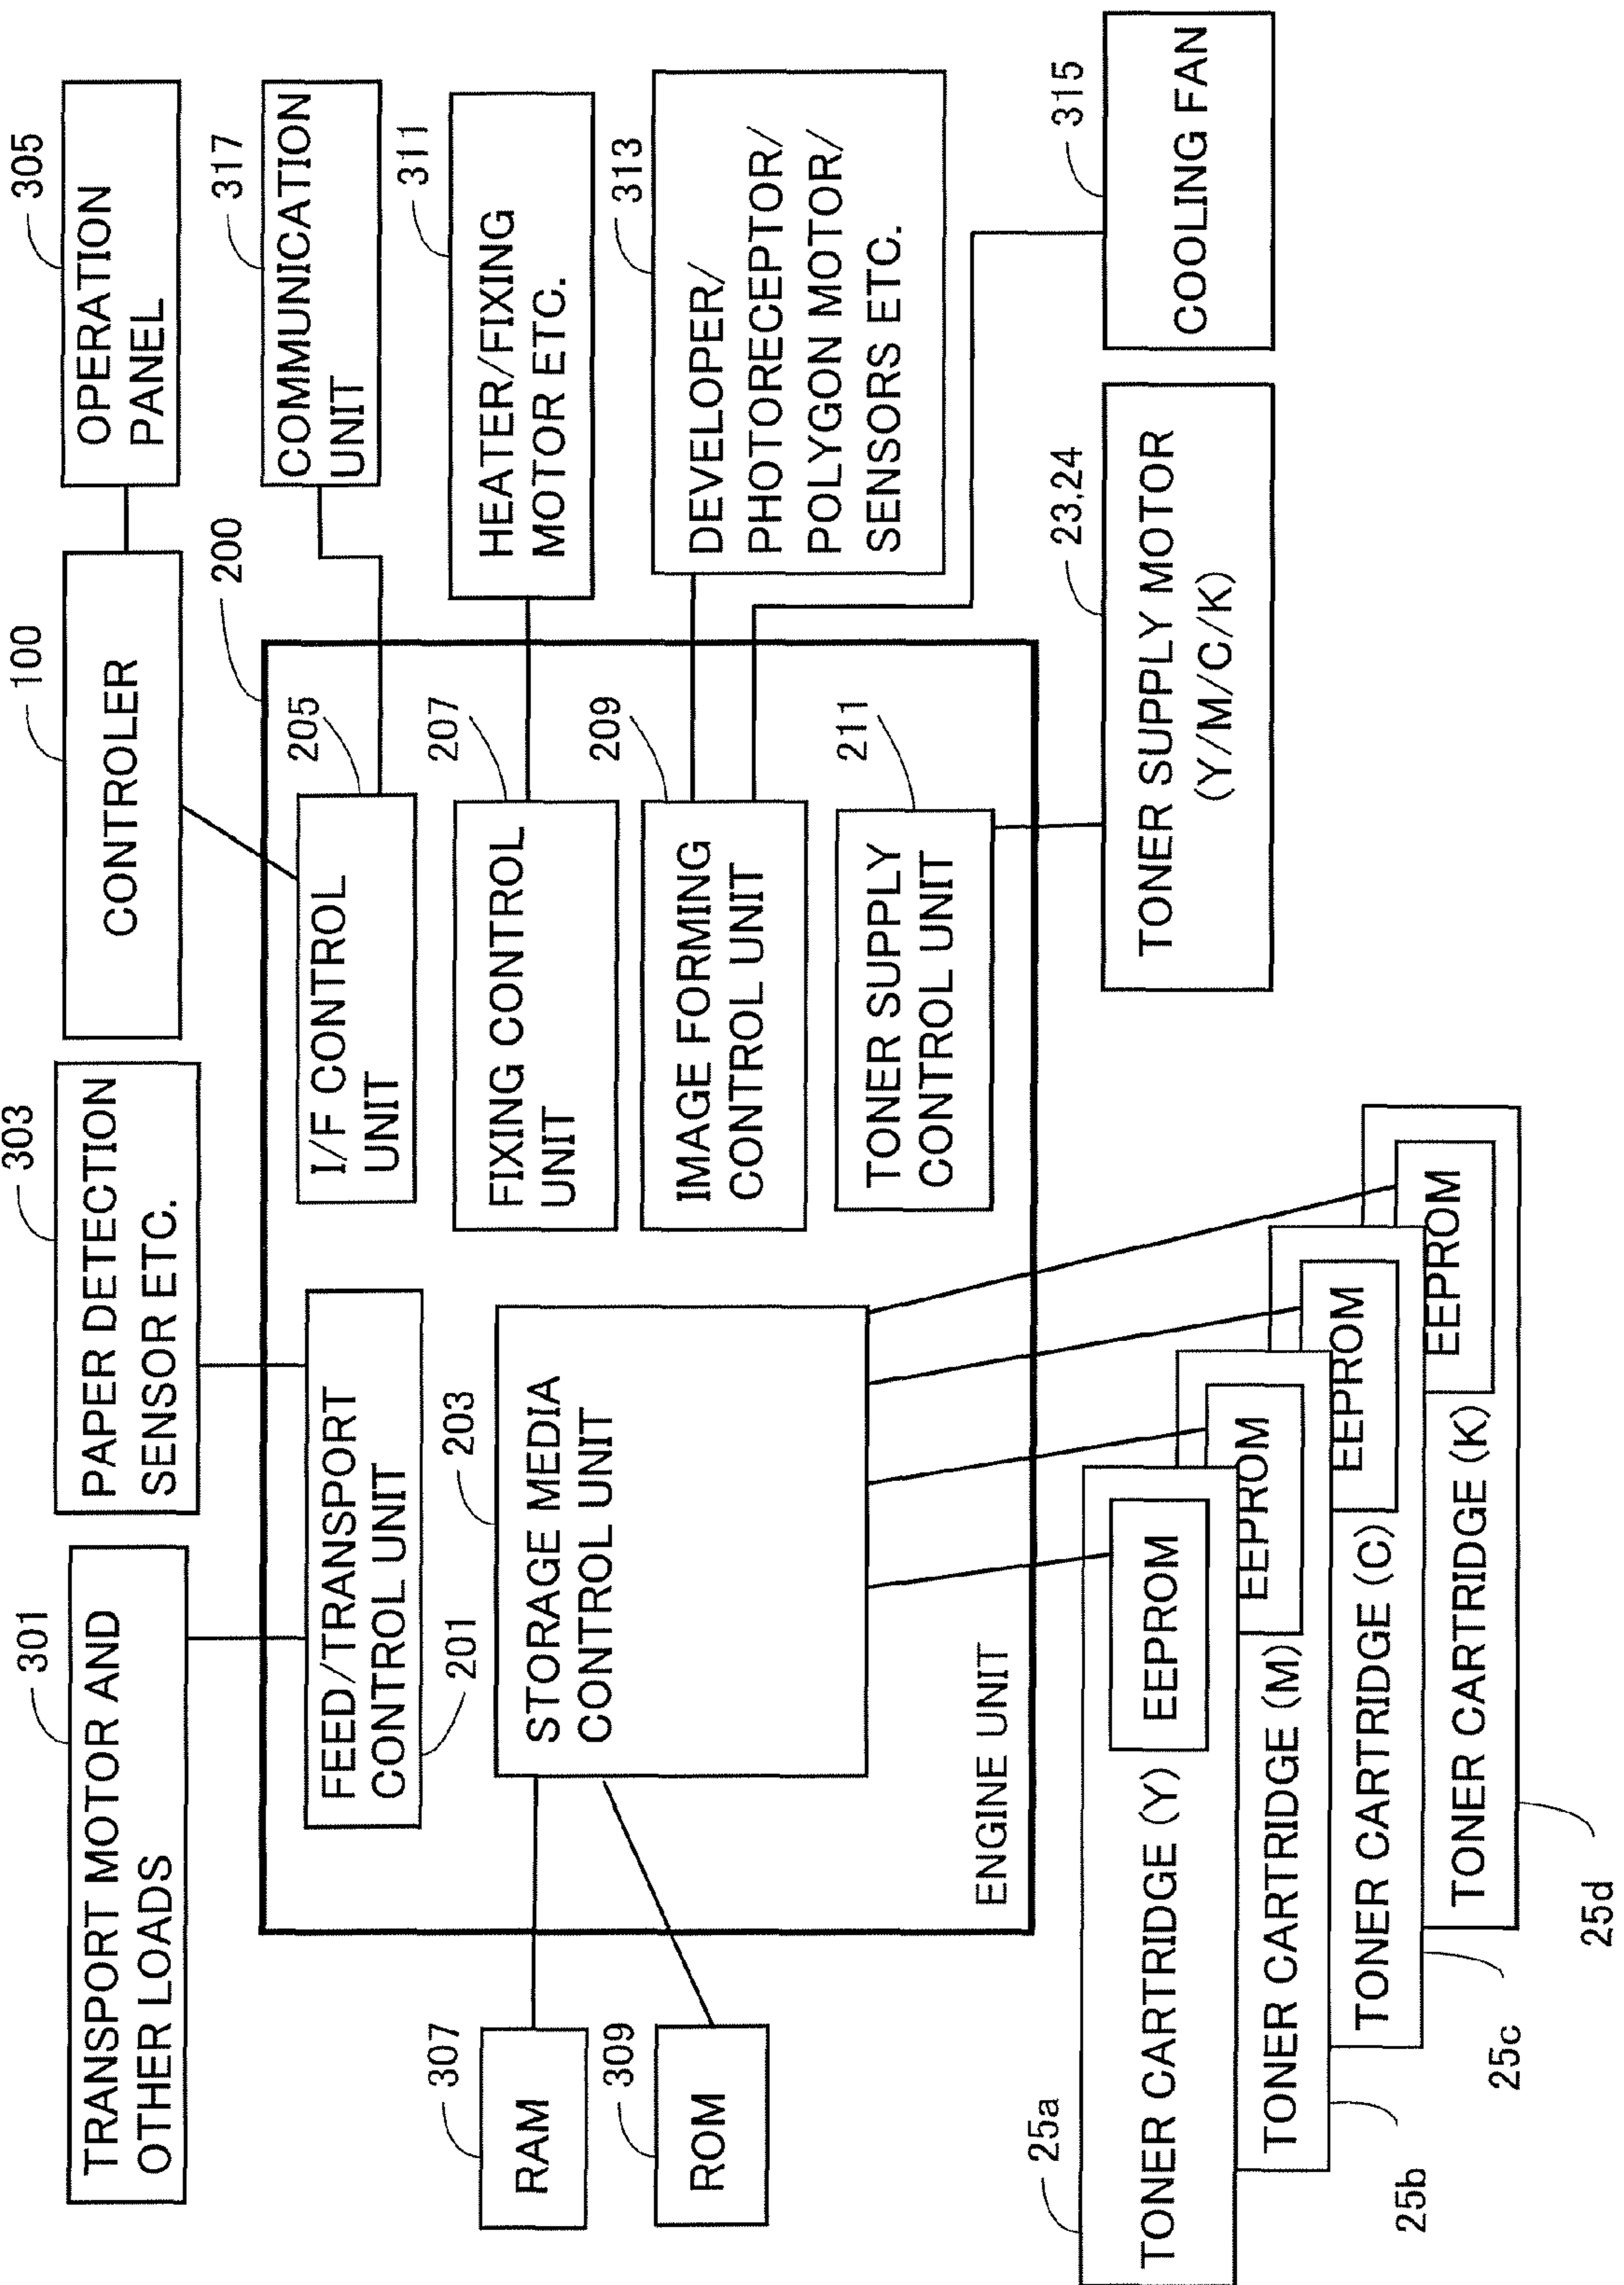 301
TRANSPORT MOTOR AND
OTHER LOADS
303
PAPER DETECTION
SENSOR ETC.
100
CONTROLER
305
OPERATION
PANEL
317
COMMUNICATION
UNIT
200
FEED/TRANSPORT
CONTROL UNIT
201
I/F CONTROL
UNIT
205
311
HEATER/FIXING
MOTOR ETC.
307
RAM
309
ROM
203
STORAGE MEDIA
CONTROL UNIT
FIXING CONTROL
UNIT
207
IMAGE FORMING
CONTROL UNIT
209
313
DEVELOPER/
PHOTORECEPTOR/
POLYGON MOTOR/
SENSORS ETC.
TONER SUPPLY
CONTROL UNIT
211
ENGINE UNIT
25a
TONER CARTRIDGE (Y)
EEPROM
25b
TONER CARTRIDGE (M)
EEPROM
25c
TONER CARTRIDGE (C)
EEPROM
25d
TONER CARTRIDGE (K)
EEPROM
23,24
TONER SUPPLY MOTOR
(Y/M/C/K)
315
COOLING FAN